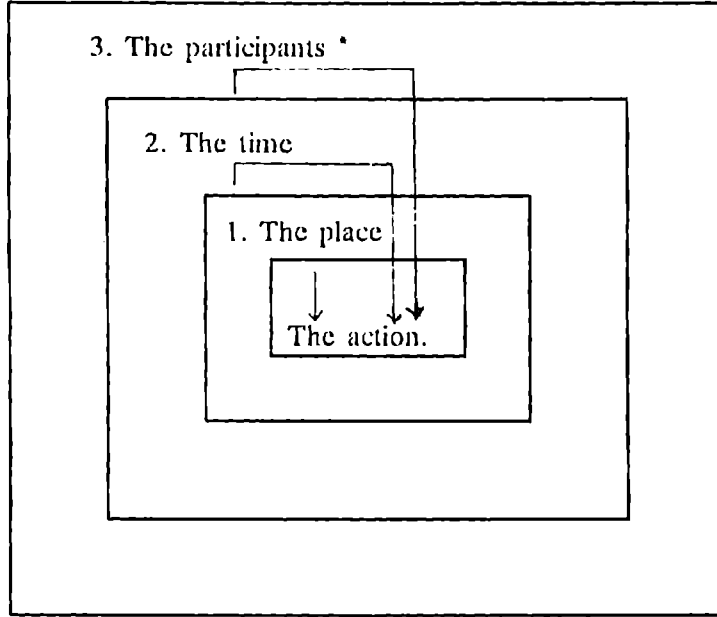 3. The participants *
2. The time
1. The place
The action.